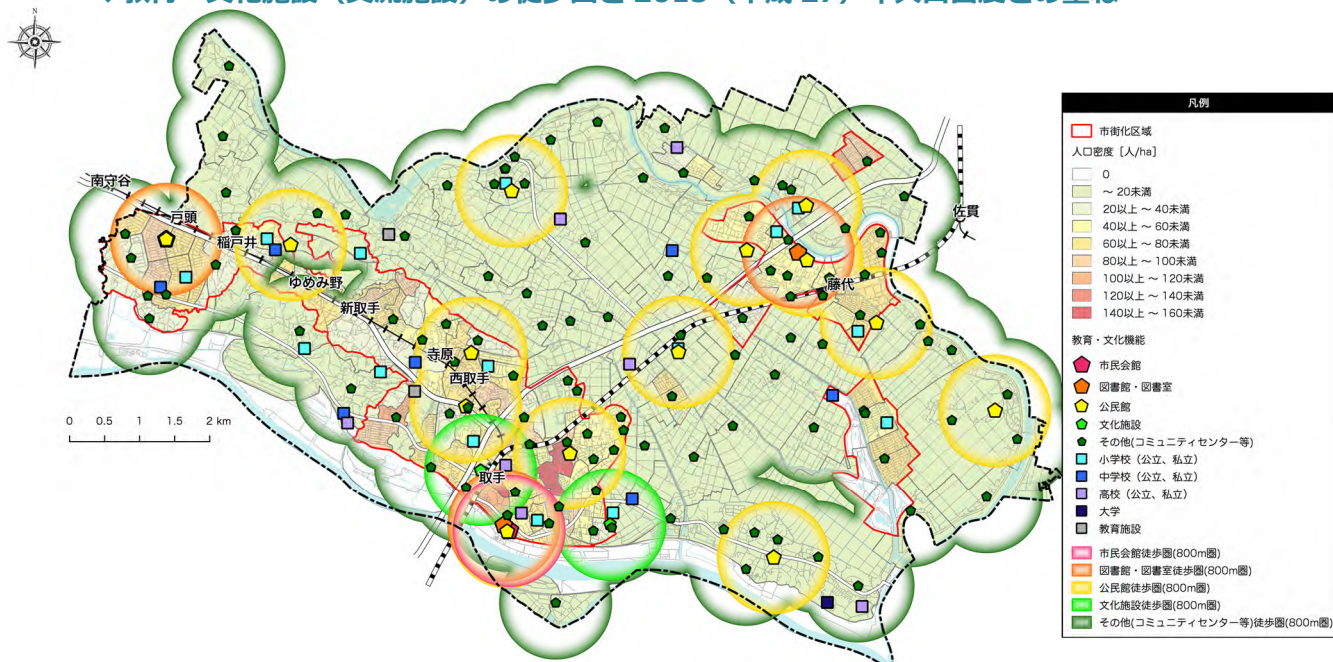 N
南守谷
戸頭
稲戸井
ゆめみ野
新取手
寺原
西取手
取手
藤代
佐貫
0 0.5 1 1.5 2 km
凡例
市街化区域
人口密度 [人/ha]
0
～ 20未満
20以上 ～ 40未満
40以上 ～ 60未満
60以上 ～ 80未満
80以上 ～ 100未満
100以上 ～ 120未満
120以上 ～ 140未満
140以上 ～ 160未満
教育・文化機能
市民会館
図書館・図書室
公民館
文化施設
その他(コミュニティセンター等)
小学校（公立、私立）
中学校（公立、私立）
高校（公立、私立）
大学
教育施設
市民会館徒歩圏(800m圏)
図書館・図書室徒歩圏(800m圏)
公民館徒歩圏(800m圏)
文化施設徒歩圏(800m圏)
その他(コミュニティセンター等)徒歩圏(800m圏)